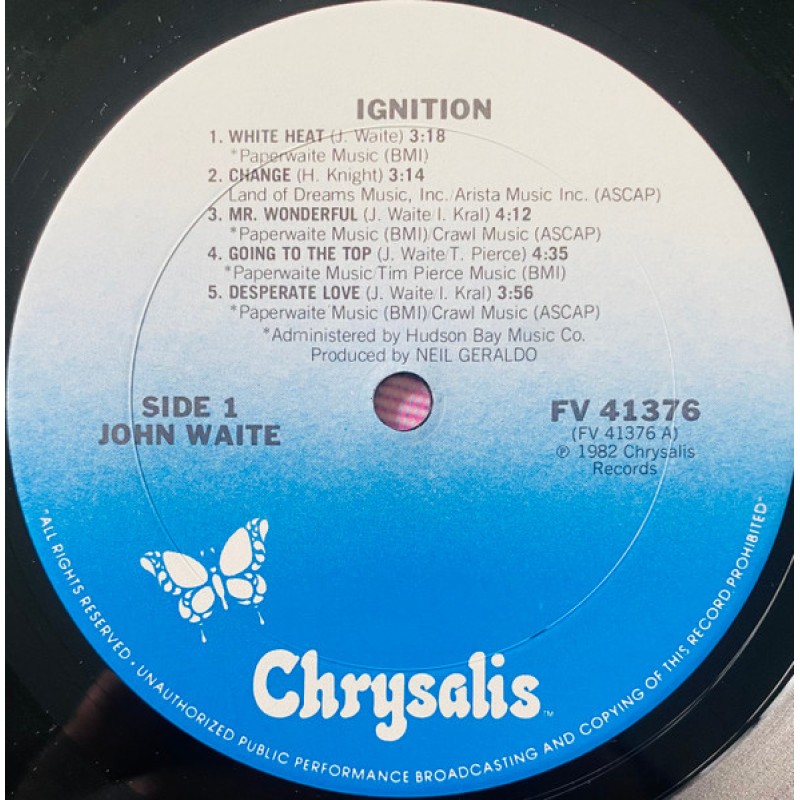 IGNITION
1. WHITE HEAT (J. Waite) 3:18
*Paperwaite Music (BMI)
2. CHANGE (H. Knight) 3:14
Land of Dreams Music, Inc./Arista Music Inc. (ASCAP)
3. MR. WONDERFUL (J. Waite/I. Kral) 4:12
*Paperwaite Music (BMI)/Crawl Music (ASCAP)
4. GOING TO THE TOP (J. Waite/T. Pierce) 4:35
*Paperwaite Music/Tim Pierce Music (BMI)
5. DESPERATE LOVE (J. Waite/I. Kral) 3:56
*Paperwaite Music (BMI)/Crawl Music (ASCAP)
*Administered by Hudson Bay Music Co.
Produced by NEIL GERALDO
SIDE 1
JOHN WAITE
FV 41376
(FV 41376 A)
℗ 1982 Chrysalis
Records
Chrysalis™
"ALL RIGHTS RESERVED • UNAUTHORIZED PUBLIC PERFORMANCE BROADCASTING AND COPYING OF THIS RECORD PROHIBITED"